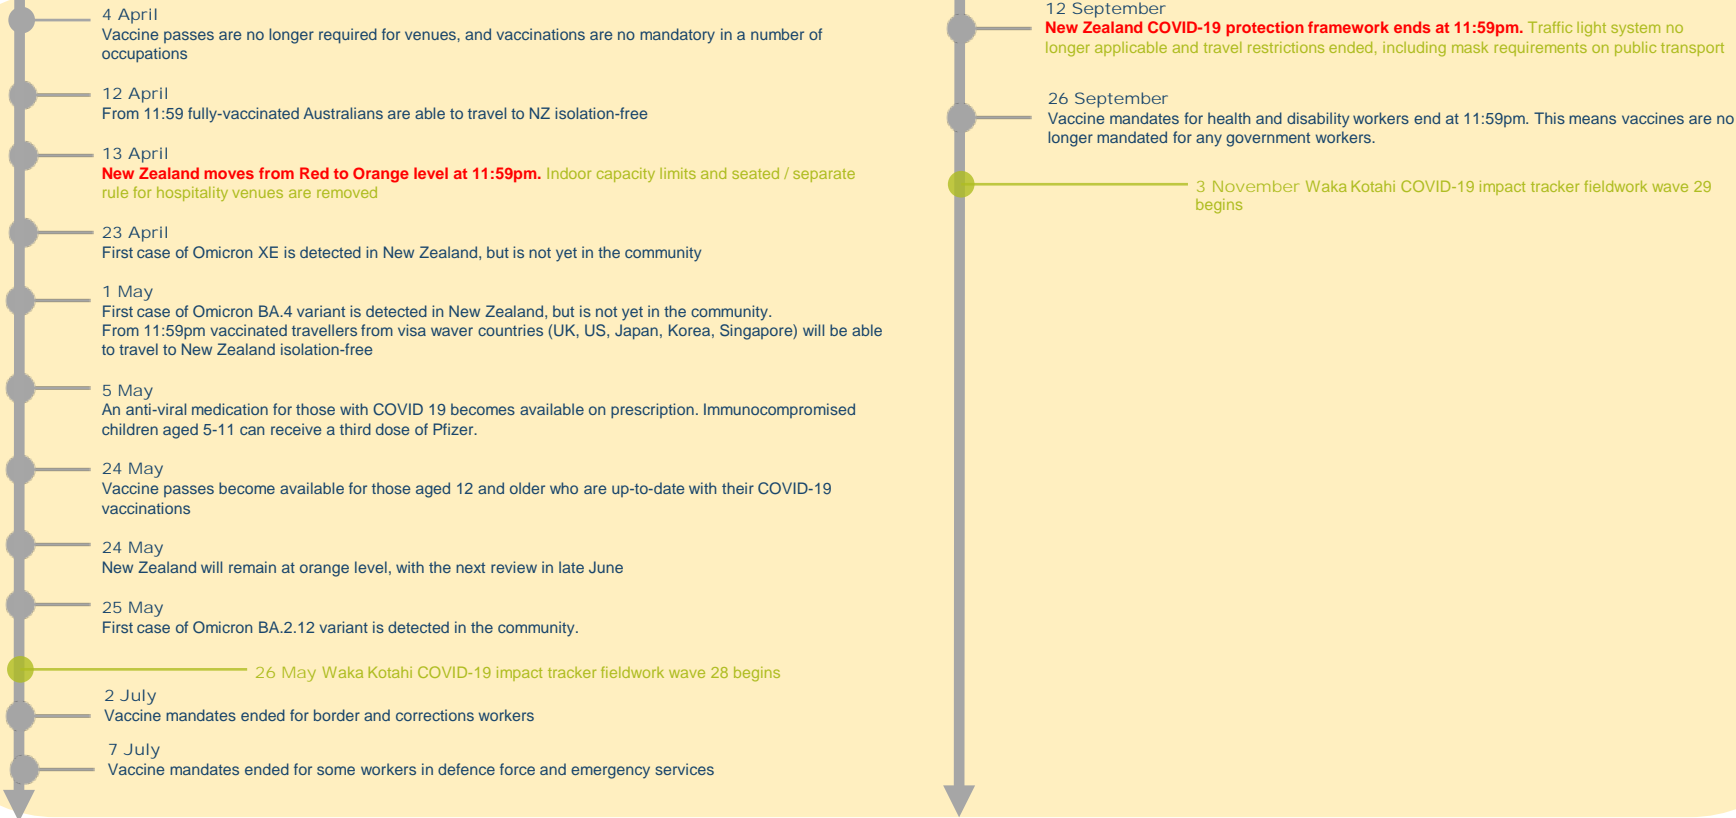 4 April
Vaccine passes are no longer required for venues, and vaccinations are no mandatory in a number of
occupations
12 April
From 11:59 fully-vaccinated Australians are able to travel to NZ isolation-free
13 April
New Zealand moves from Red to Orange level at 11:59pm. Indoor capacity limits and seated / separate
rule for hospitality venues are removed
23 April
First case of Omicron XE is detected in New Zealand, but is not yet in the community
1 May
First case of Omicron BA.4 variant is detected in New Zealand, but is not yet in the community.
From 11:59pm vaccinated travellers from visa waver countries (UK, US, Japan, Korea, Singapore) will be able
to travel to New Zealand isolation-free
5 May
An anti-viral medication for those with COVID 19 becomes available on prescription. Immunocompromised
children aged 5-11 can receive a third dose of Pfizer.
24 May
Vaccine passes become available for those aged 12 and older who are up-to-date with their COVID-19
vaccinations
24 May
New Zealand will remain at orange level, with the next review in late June
25 May
First case of Omicron BA.2.12 variant is detected in the community.
26 May Waka Kotahi COVID-19 impact tracker fieldwork wave 28 begins
2 July
Vaccine mandates ended for border and corrections workers
7 July
Vaccine mandates ended for some workers in defence force and emergency services
12 September
New Zealand COVID-19 protection framework ends at 11:59pm. Traffic light system no
longer applicable and travel restrictions ended, including mask requirements on public transport
26 September
Vaccine mandates for health and disability workers end at 11:59pm. This means vaccines are no
longer mandated for any government workers.
3 November Waka Kotahi COVID-19 impact tracker fieldwork wave 29
begins